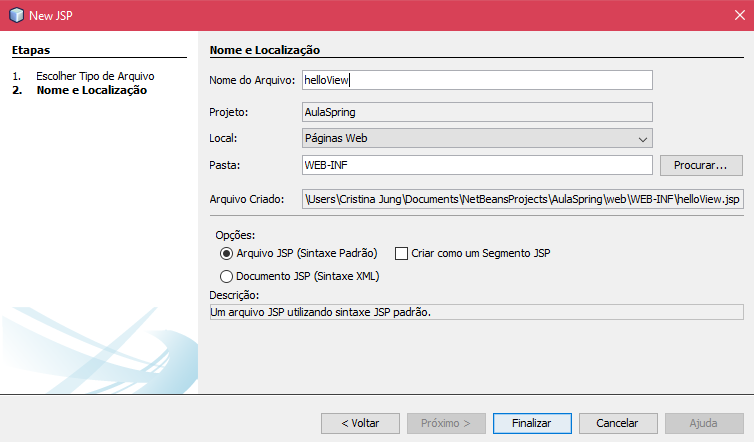 New JSP
Etapas
1. Escolher Tipo de Arquivo
2. Nome e Localização
Nome e Localização
Nome do Arquivo: helloView
Projeto: AulaSpring
Local: Páginas Web
Pasta: WEB-INF Procurar...
Arquivo Criado: \Users\Cristina Jung\Documents\NetBeansProjects\AulaSpring\web\WEB-INF\helloView.jsp
Opções:
Arquivo JSP (Sintaxe Padrão) Criar como um Segmento JSP
Documento JSP (Sintaxe XML)
Descrição:
Um arquivo JSP utilizando sintaxe JSP padrão.
< Voltar Próximo > Finalizar Cancelar Ajuda